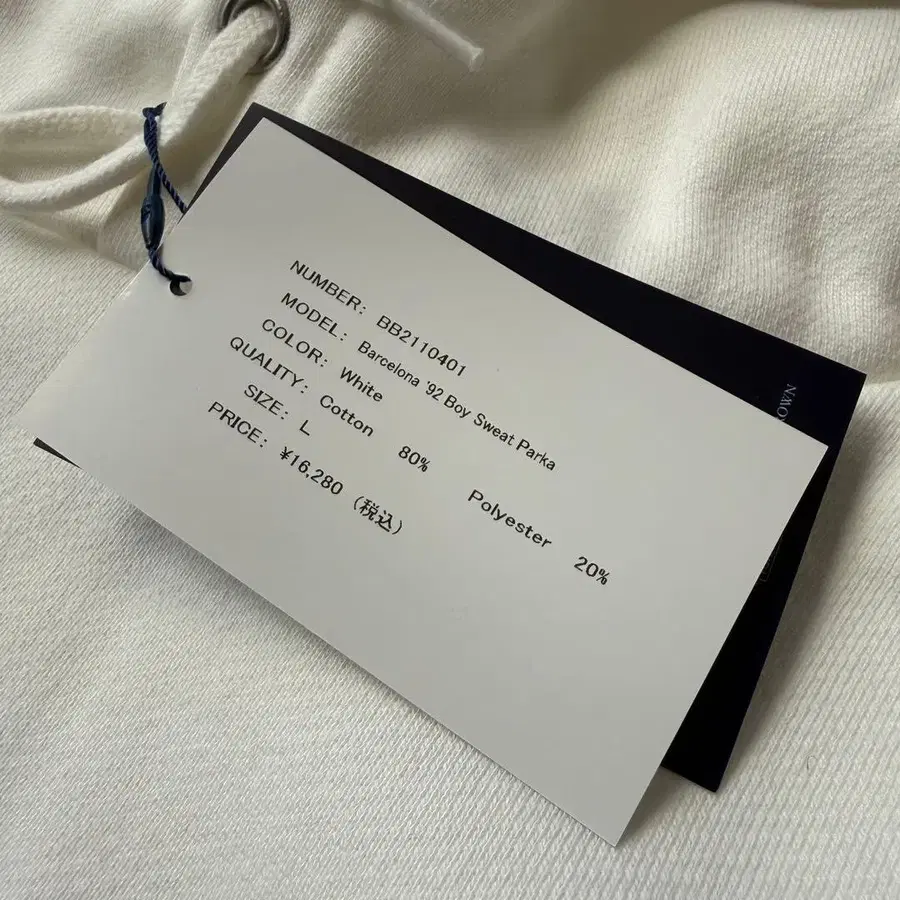 NUMBER: BB2110401
MODEL: Barcelona '92 Boy Sweat Parka
COLOR: White
QUALITY: Cotton 80% Polyester 20%
SIZE: L
PRICE: ¥16,280 (税込)